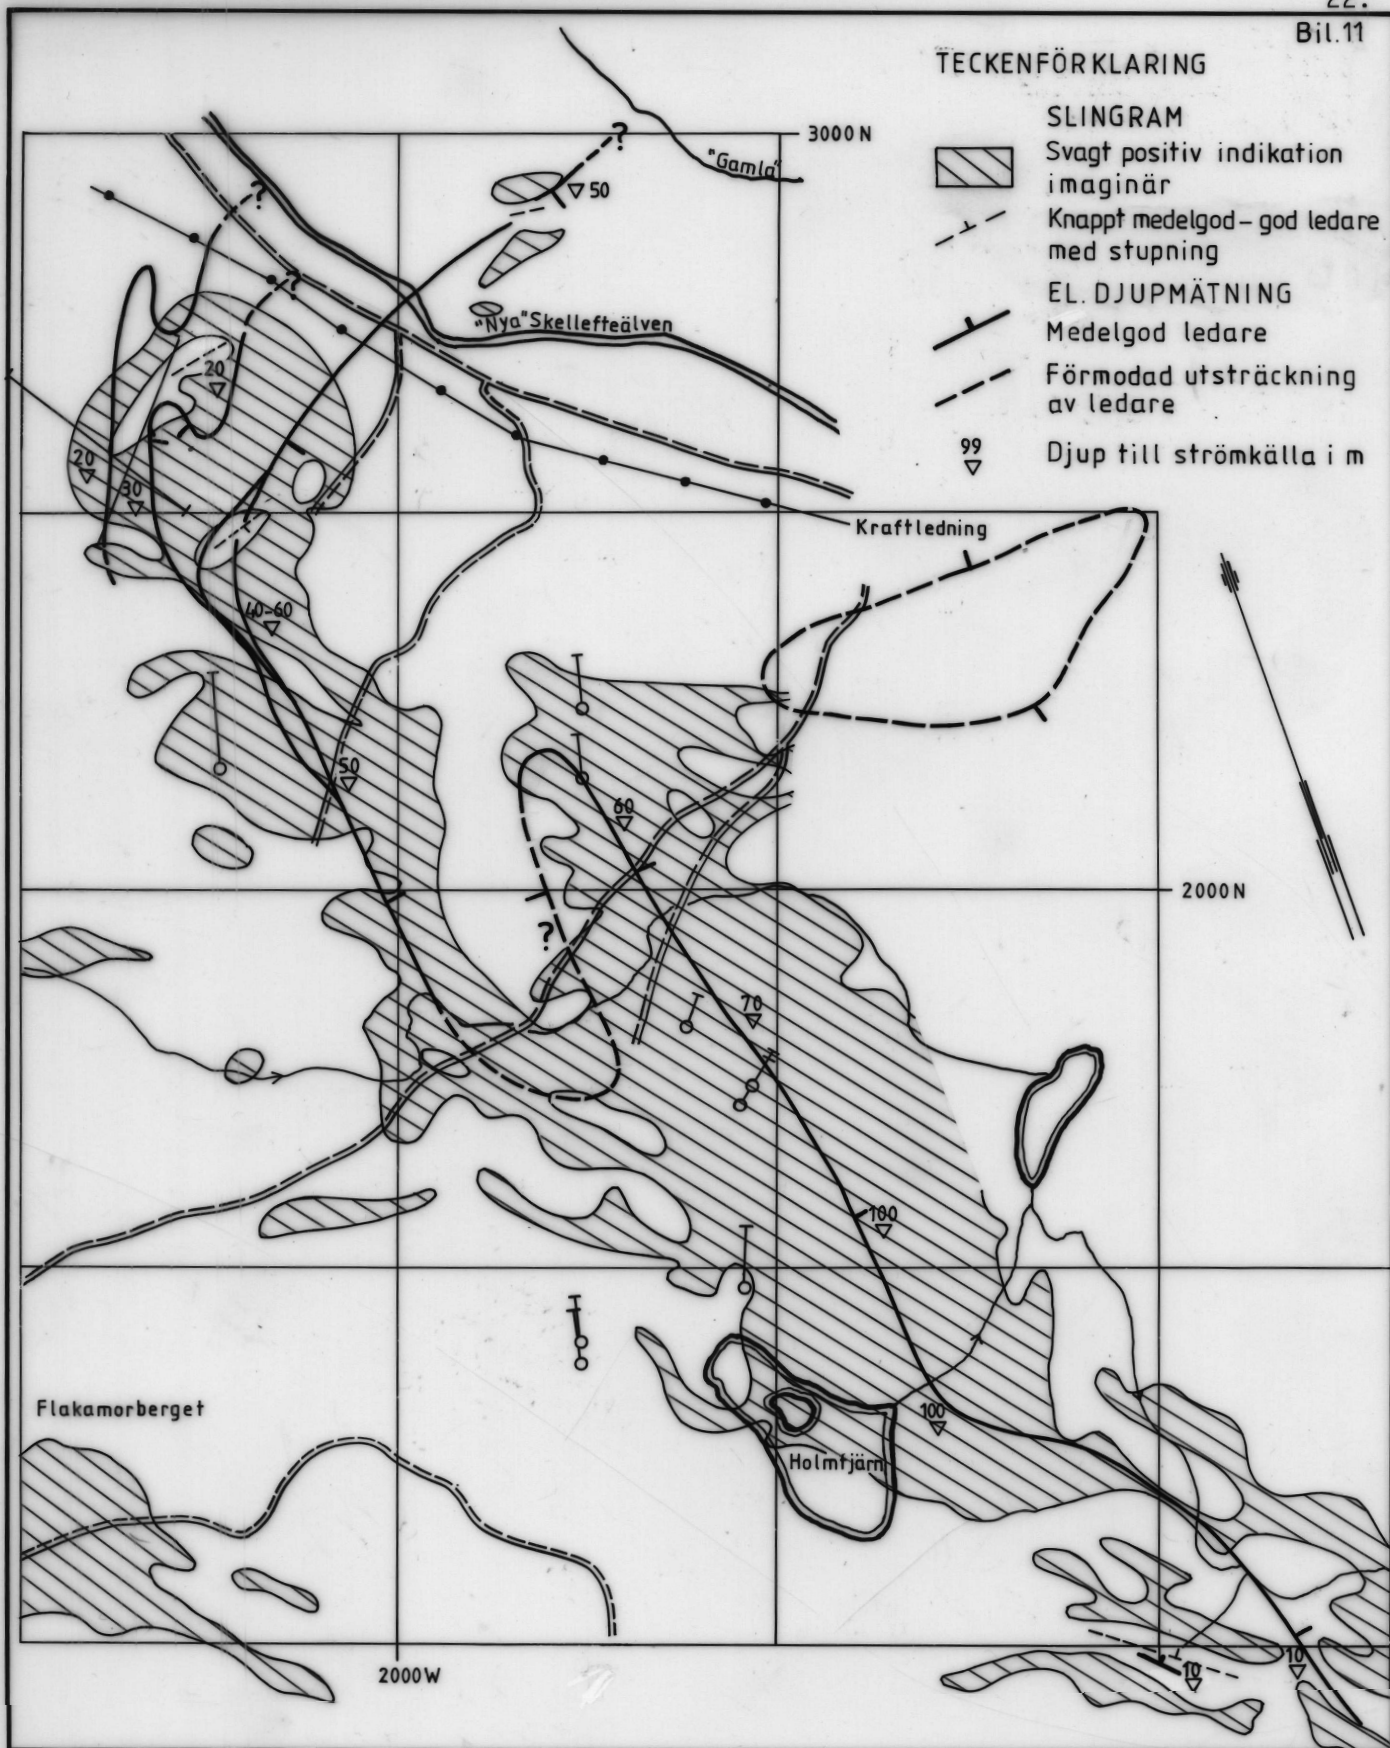 22.
Bil.11
TECKENFÖRKLARING
SLINGRAM
Svagt positiv indikation
imaginär
Knappt medelgod-god ledare
med stupning
EL. DJUPMÄTNING
Medelgod ledare
Förmodad utsträckning
av ledare
99
Djup till strömkälla i m
3000 N
?
"Gamla"
50
?
?
"Nya" Skellefteälven
20
20
30
Kraftledning
40-60
50
60
2000 N
?
70
100
100
Flakamorberget
Holmtjärn
2000 W
10
10